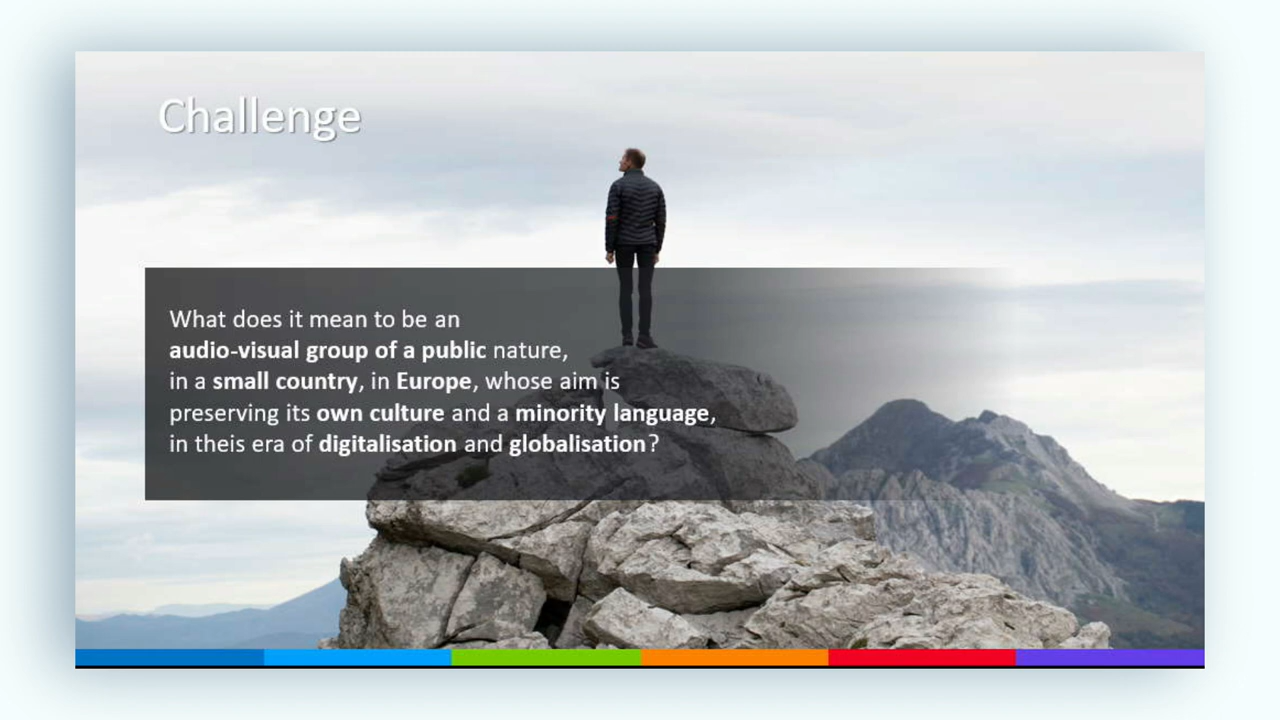 Challenge
What does it mean to be an
audio-visual group of a public nature,
in a small country, in Europe, whose aim is
preserving its own culture and a minority language,
in theis era of digitalisation and globalisation?